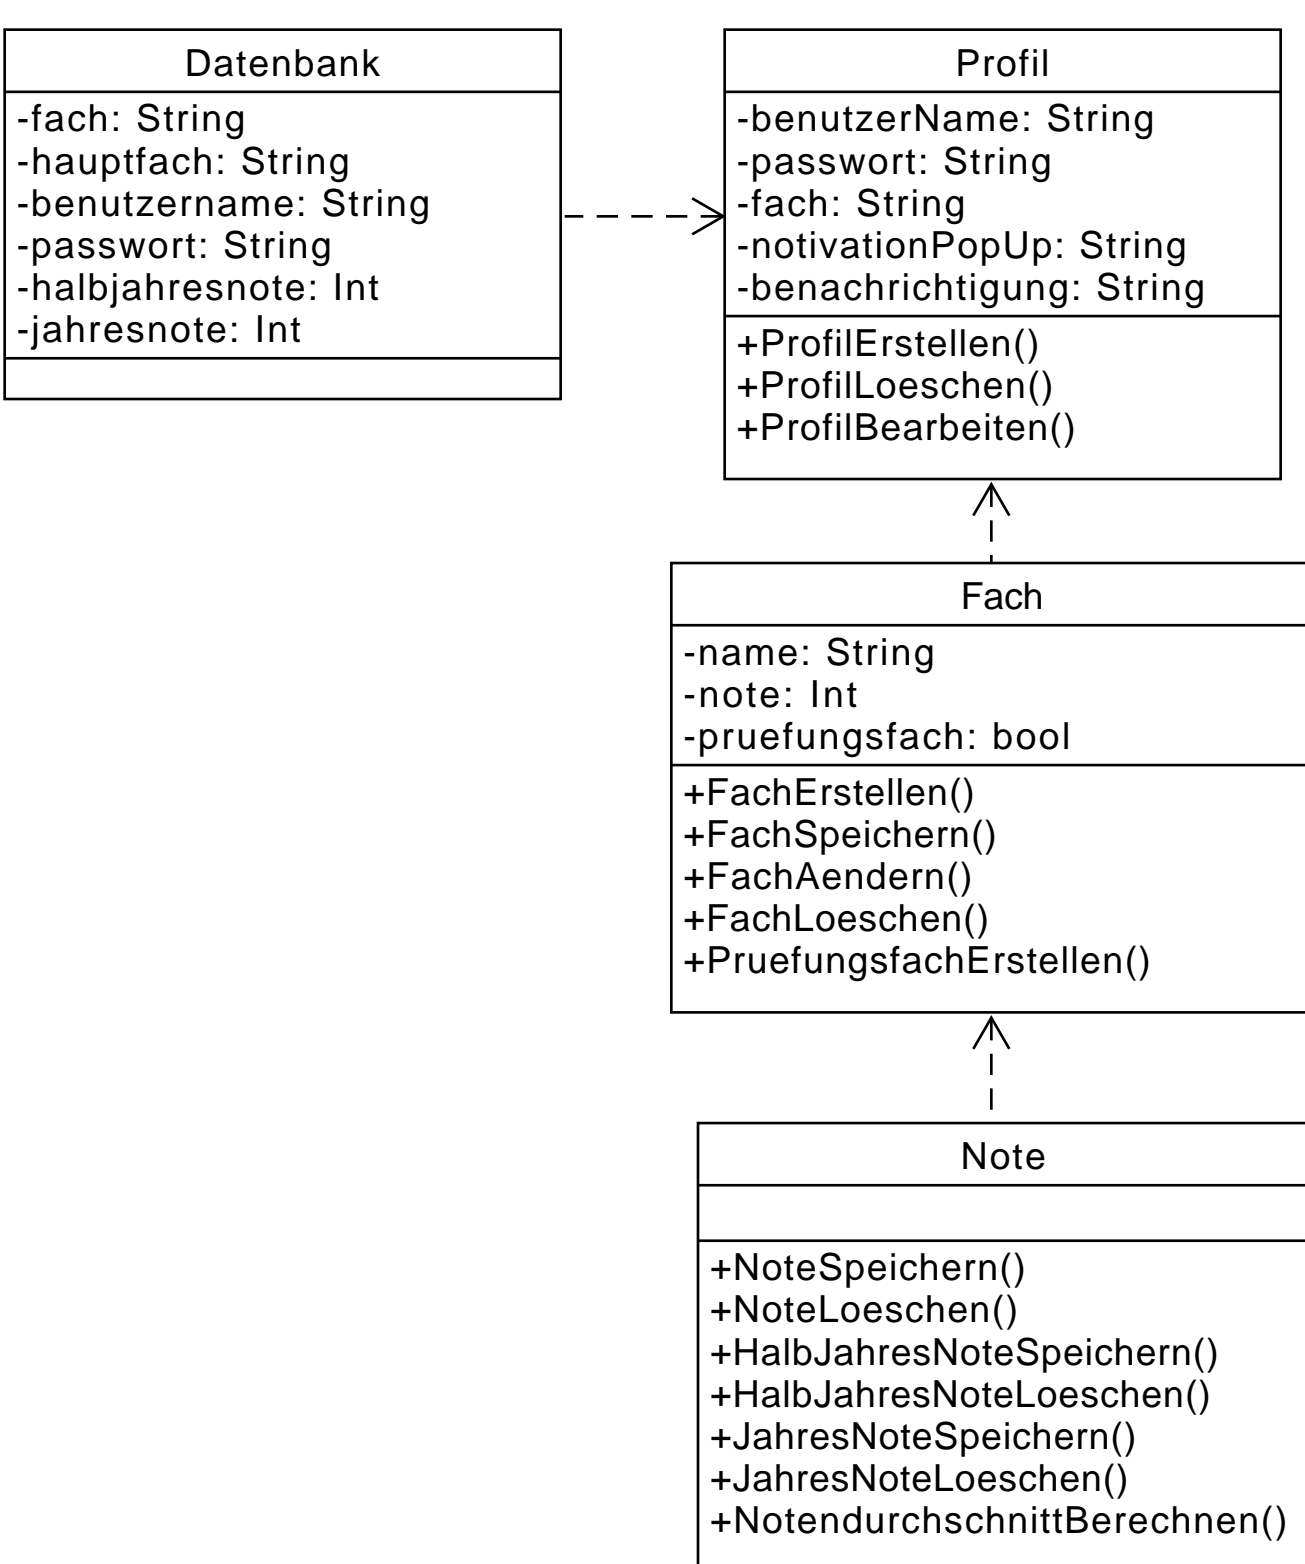 Datenbank
-fach: String
-hauptfach: String
-benutzername: String
-passwort: String
-halbjahresnote: Int
-jahresnote: Int
Profil
-benutzerName: String
-passwort: String
-fach: String
-notivationPopUp: String
-benachrichtigung: String
+ProfilErstellen()
+ProfilLoeschen()
+ProfilBearbeiten()
Fach
-name: String
-note: Int
-pruefungsfach: bool
+FachErstellen()
+FachSpeichern()
+FachAendern()
+FachLoeschen()
+PruefungsfachErstellen()
Note
+NoteSpeichern()
+NoteLoeschen()
+HalbJahresNoteSpeichern()
+HalbJahresNoteLoeschen()
+JahresNoteSpeichern()
+JahresNoteLoeschen()
+NotendurchschnittBerechnen()